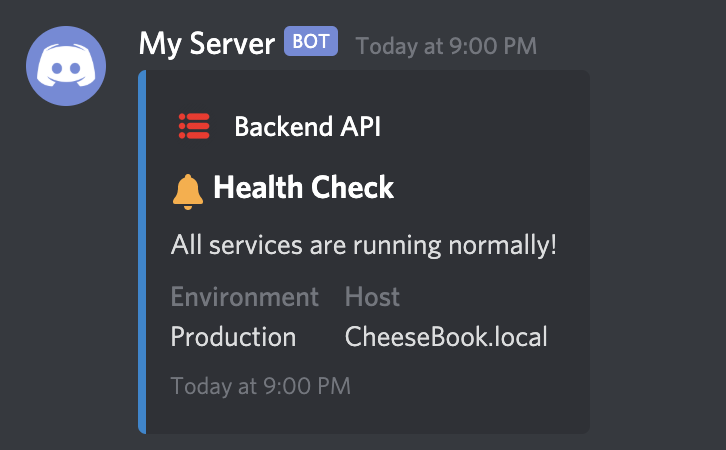 My Server BOT Today at 9:00 PM
Backend API
Health Check
All services are running normally!
Environment Host
Production CheeseBook.local
Today at 9:00 PM